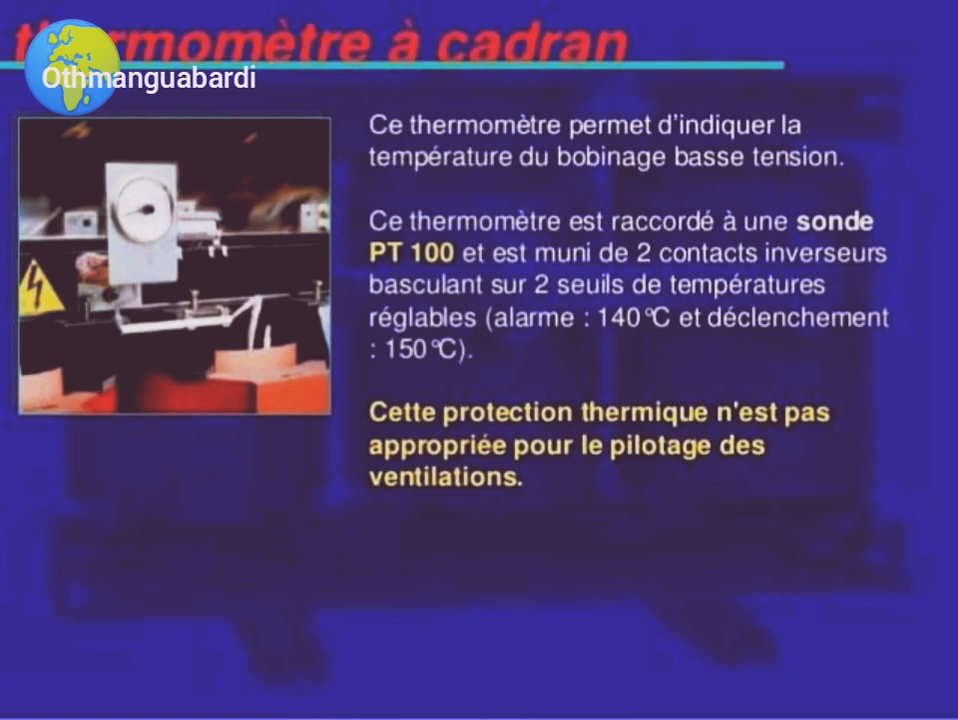 thermomètre à cadran
Othmanguabardi
Ce thermomètre permet d'indiquer la
température du bobinage basse tension.
Ce thermomètre est raccordé à une sonde
PT 100 et est muni de 2 contacts inverseurs
basculant sur 2 seuils de températures
réglables (alarme : 140°C et déclenchement
: 150°C).
Cette protection thermique n'est pas
appropriée pour le pilotage des
ventilations.